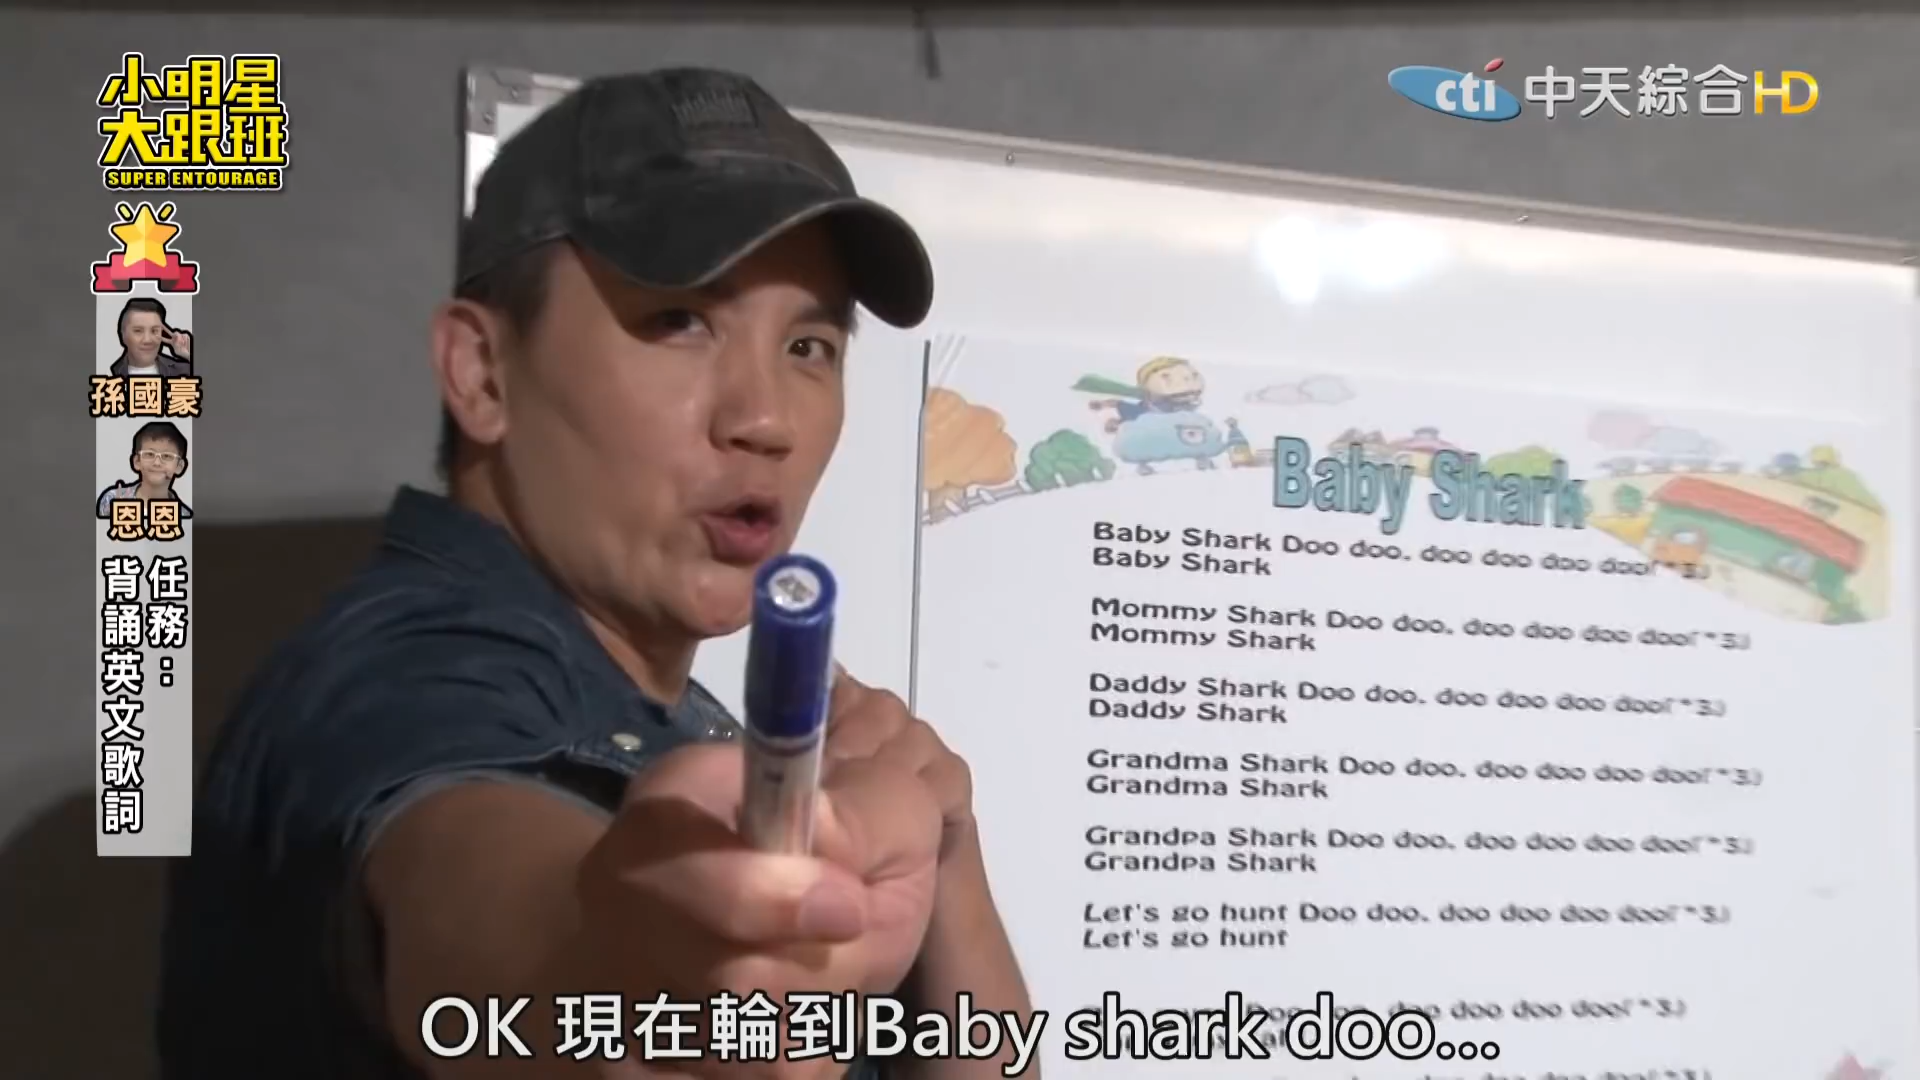 小明星
大跟班
SUPER ENTOURAGE
cti 中天綜合HD
孫國豪
恩恩
任務：
背誦英文歌詞
Baby Shark
Baby Shark Doo doo, doo doo doo doo(*3)
Baby Shark
Mommy Shark Doo doo, doo doo doo doo(*3)
Mommy Shark
Daddy Shark Doo doo, doo doo doo doo(*3)
Daddy Shark
Grandma Shark Doo doo, doo doo doo doo(*3)
Grandma Shark
Grandpa Shark Doo doo, doo doo doo doo(*3)
Grandpa Shark
Let's go hunt Doo doo, doo doo doo doo(*3)
Let's go hunt
doo doo doo doo(*3)
OK 現在輪到Baby shark doo...